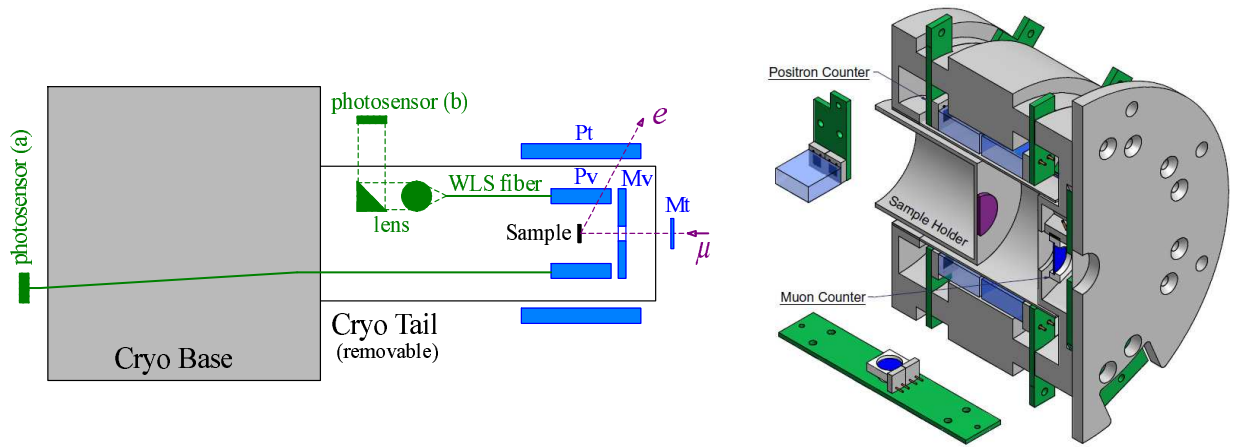 photosensor (a)
photosensor (b)
Pt
e
WLS fiber
Pv
Mv
lens
Sample
Mt
μ
Cryo Tail
(removable)
Cryo Base
Positron Counter
Sample Holder
Muon Counter